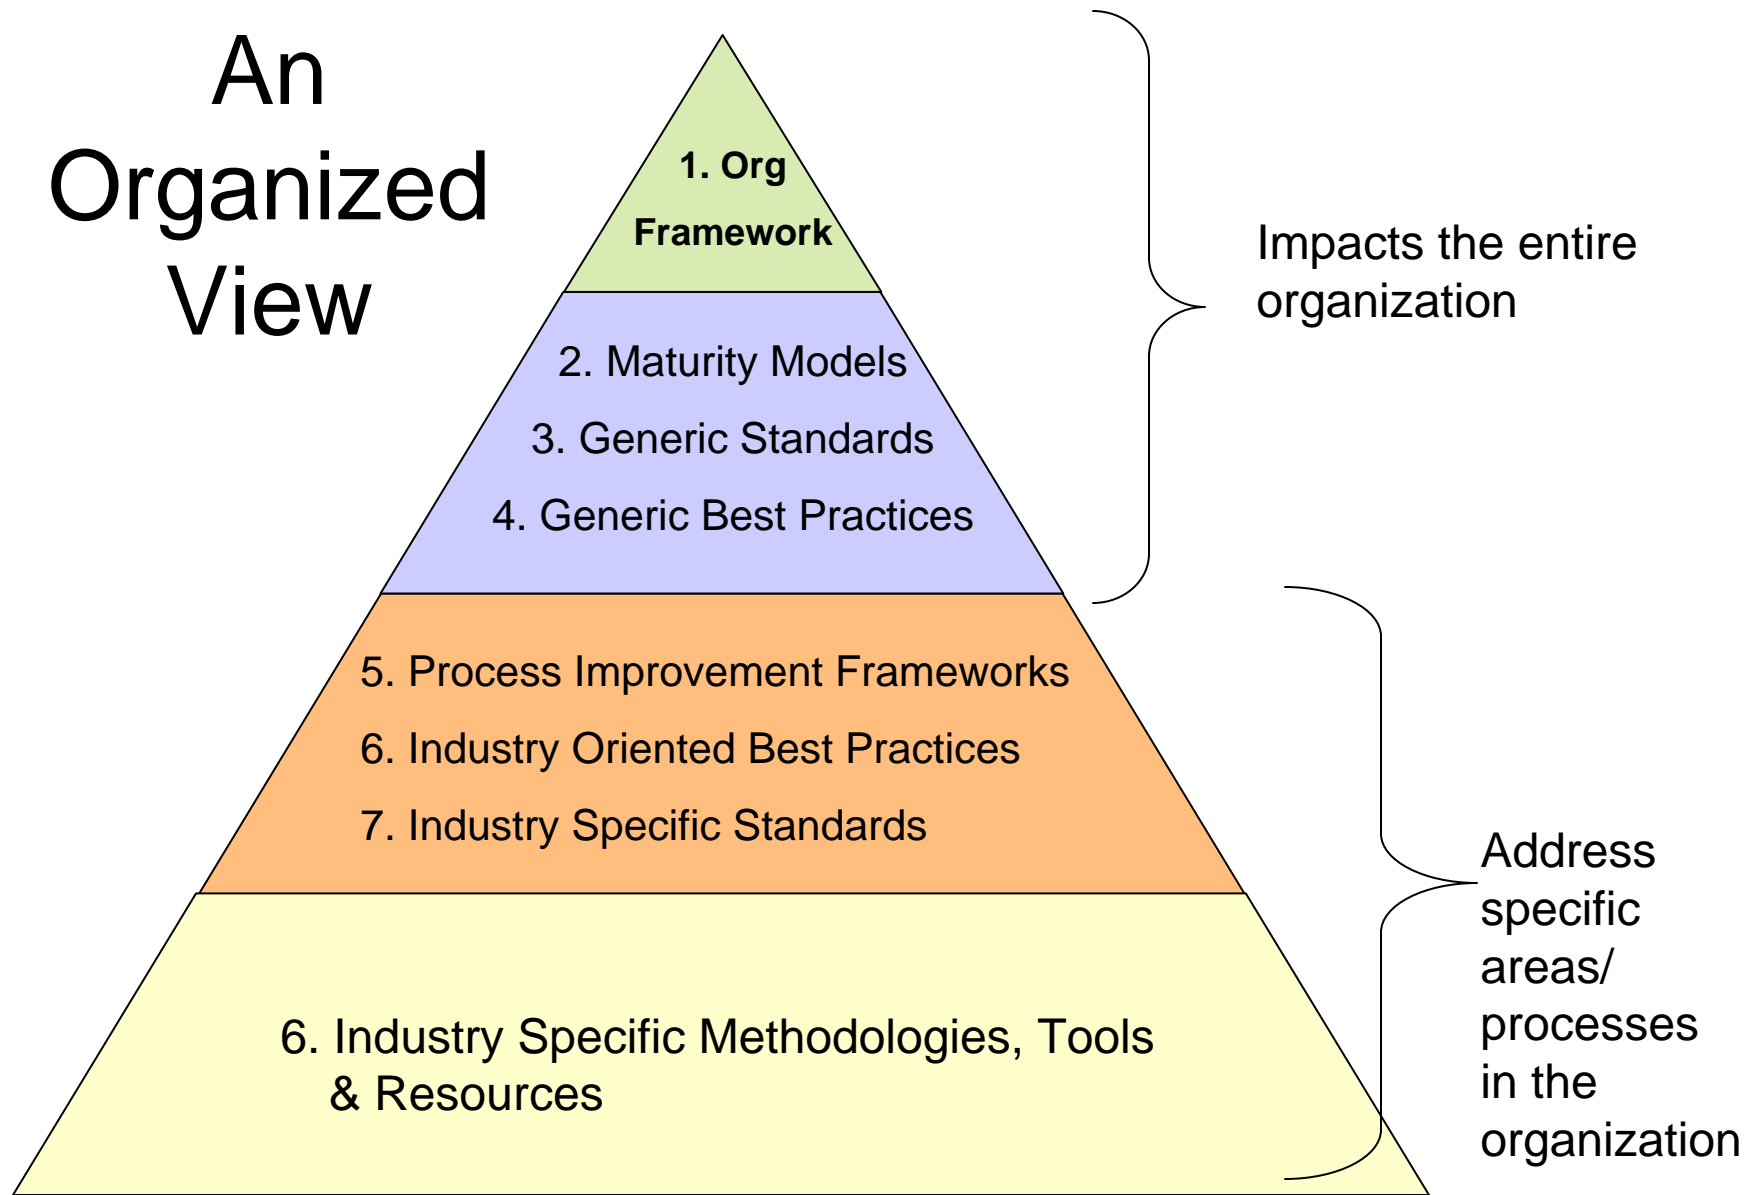 An
Organized
View
1. Org
Framework
2. Maturity Models
3. Generic Standards
4. Generic Best Practices
Impacts the entire
organization
5. Process Improvement Frameworks
6. Industry Oriented Best Practices
7. Industry Specific Standards
6. Industry Specific Methodologies, Tools
& Resources
Address
specific
areas/
processes
in the
organization